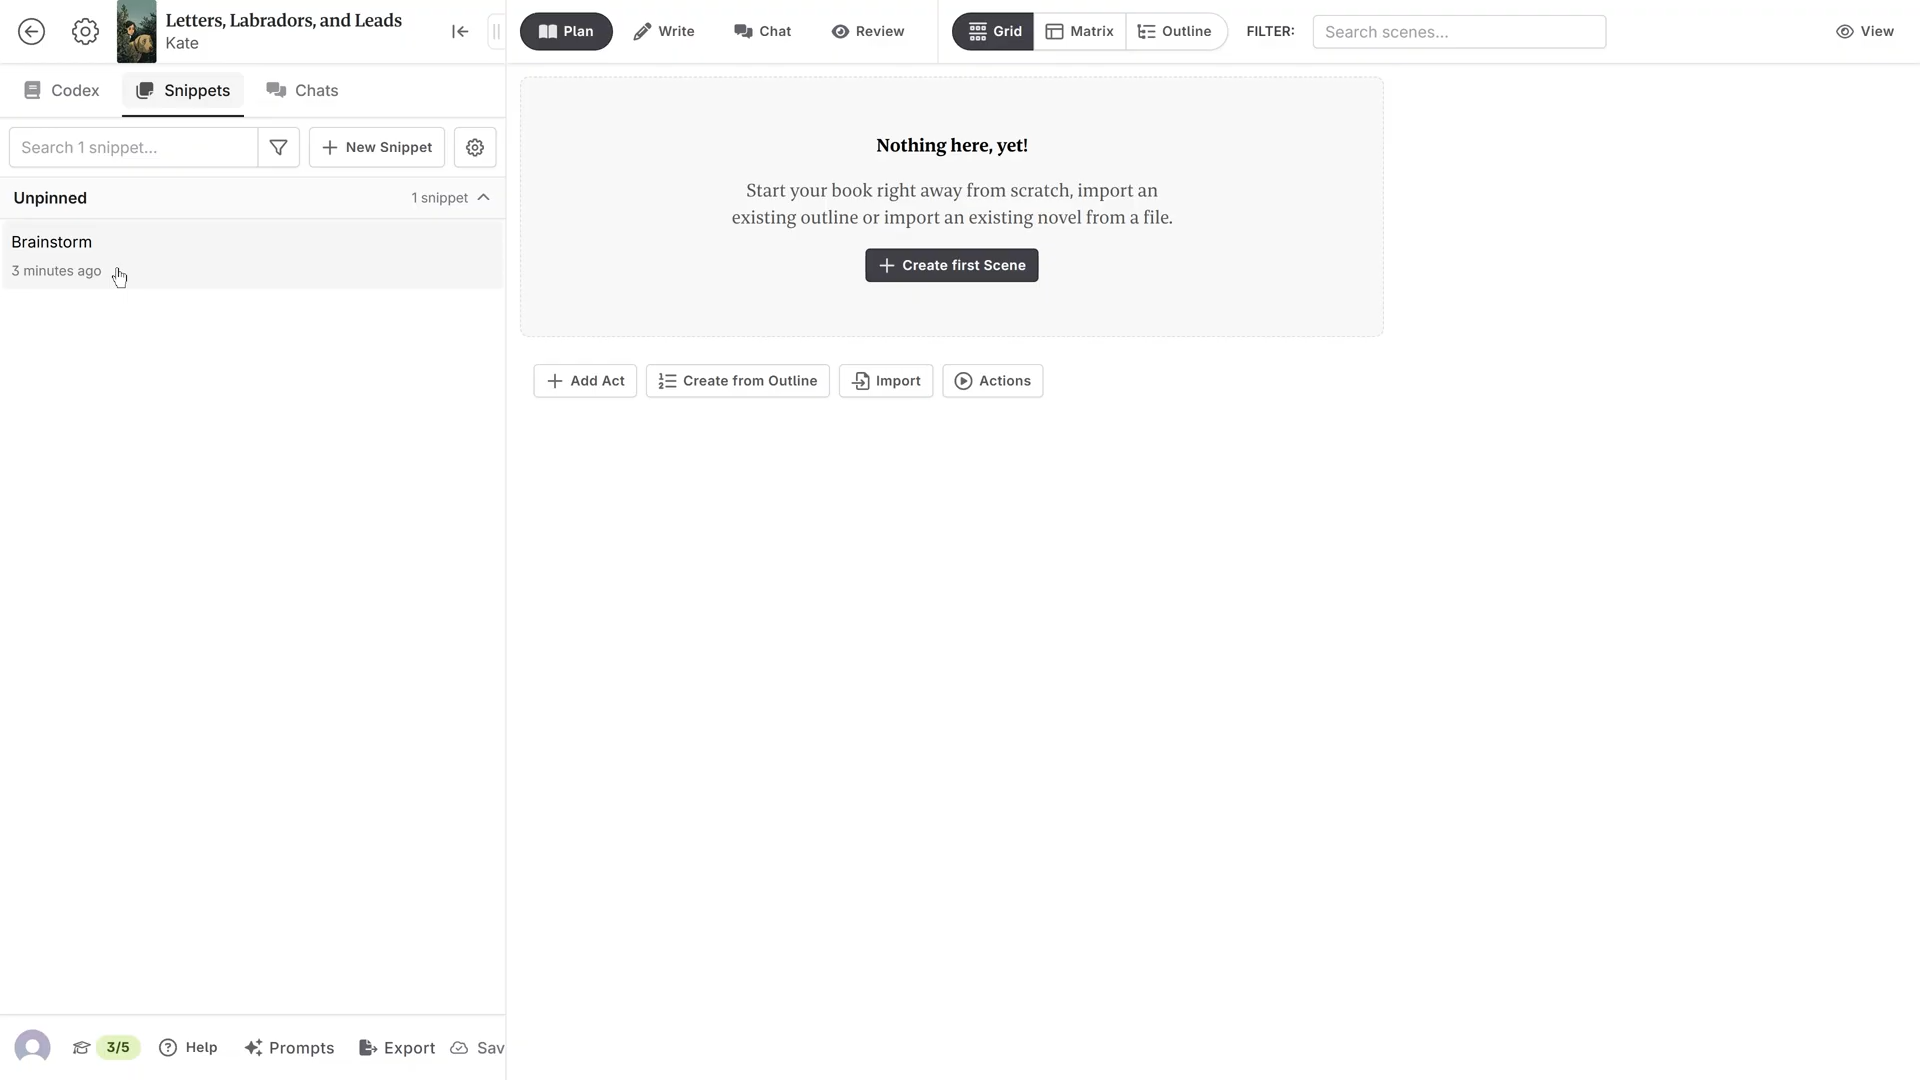 Letters, Labradors, and Leads
Kate
Plan
Write
Chat
Review
Grid
Matrix
Outline
FILTER:
Search scenes...
View
Codex
Snippets
Chats
Search 1 snippet...
New Snippet
Unpinned
1 snippet
Brainstorm
3 minutes ago
Nothing here, yet!
Start your book right away from scratch, import an
existing outline or import an existing novel from a file.
Create first Scene
Add Act
Create from Outline
Import
Actions
3/5
Help
Prompts
Export
Sav